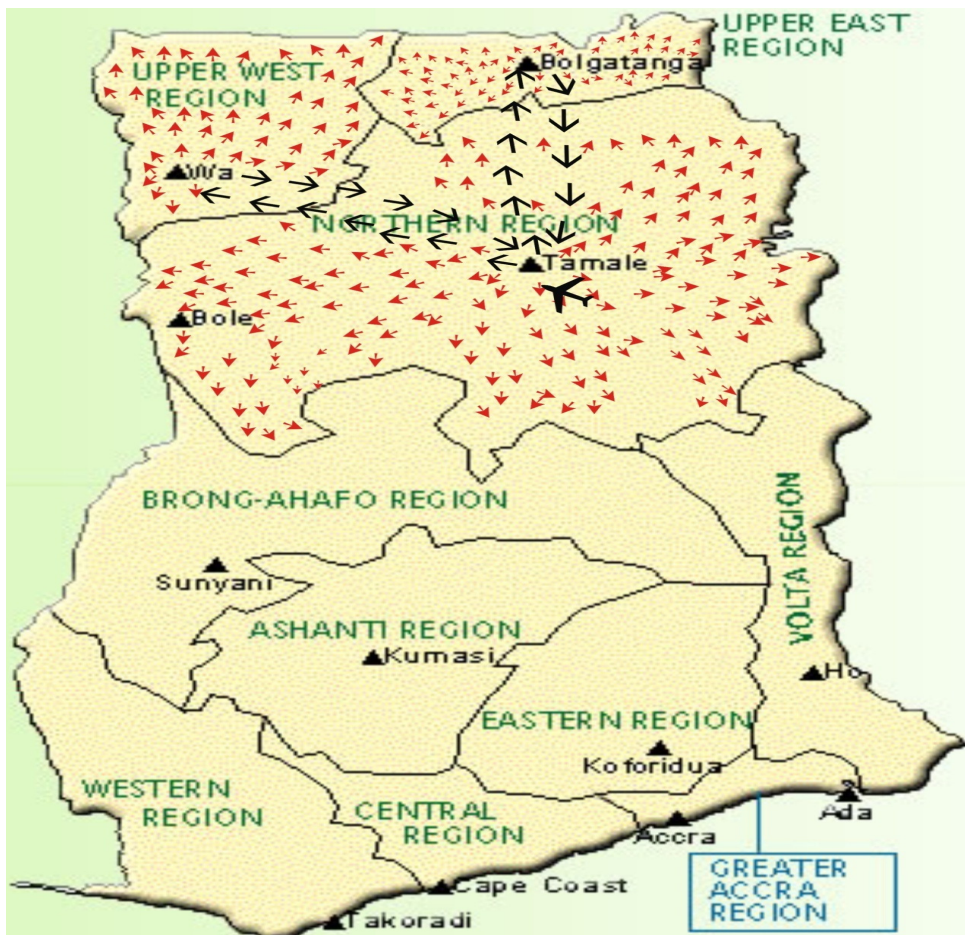 UPPER EAST
REGION
Bolgatanga
UPPER WEST
REGION
Wa
NORTHERN REGION
Tamale
Bole
BRONG-AHAFO REGION
VOLTA REGION
Sunyani
ASHANTI REGION
Kumasi
Ho
EASTERN REGION
Koforidua
WESTERN
REGION
CENTRAL
REGION
Ada
Accra
GREATER
ACCRA
REGION
Cape Coast
Takoradi